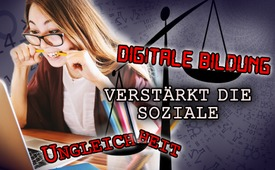 DIGITALE BILDUNG
VERSTÄRKT DIE
SOZIALE
UNGLEICHHEIT